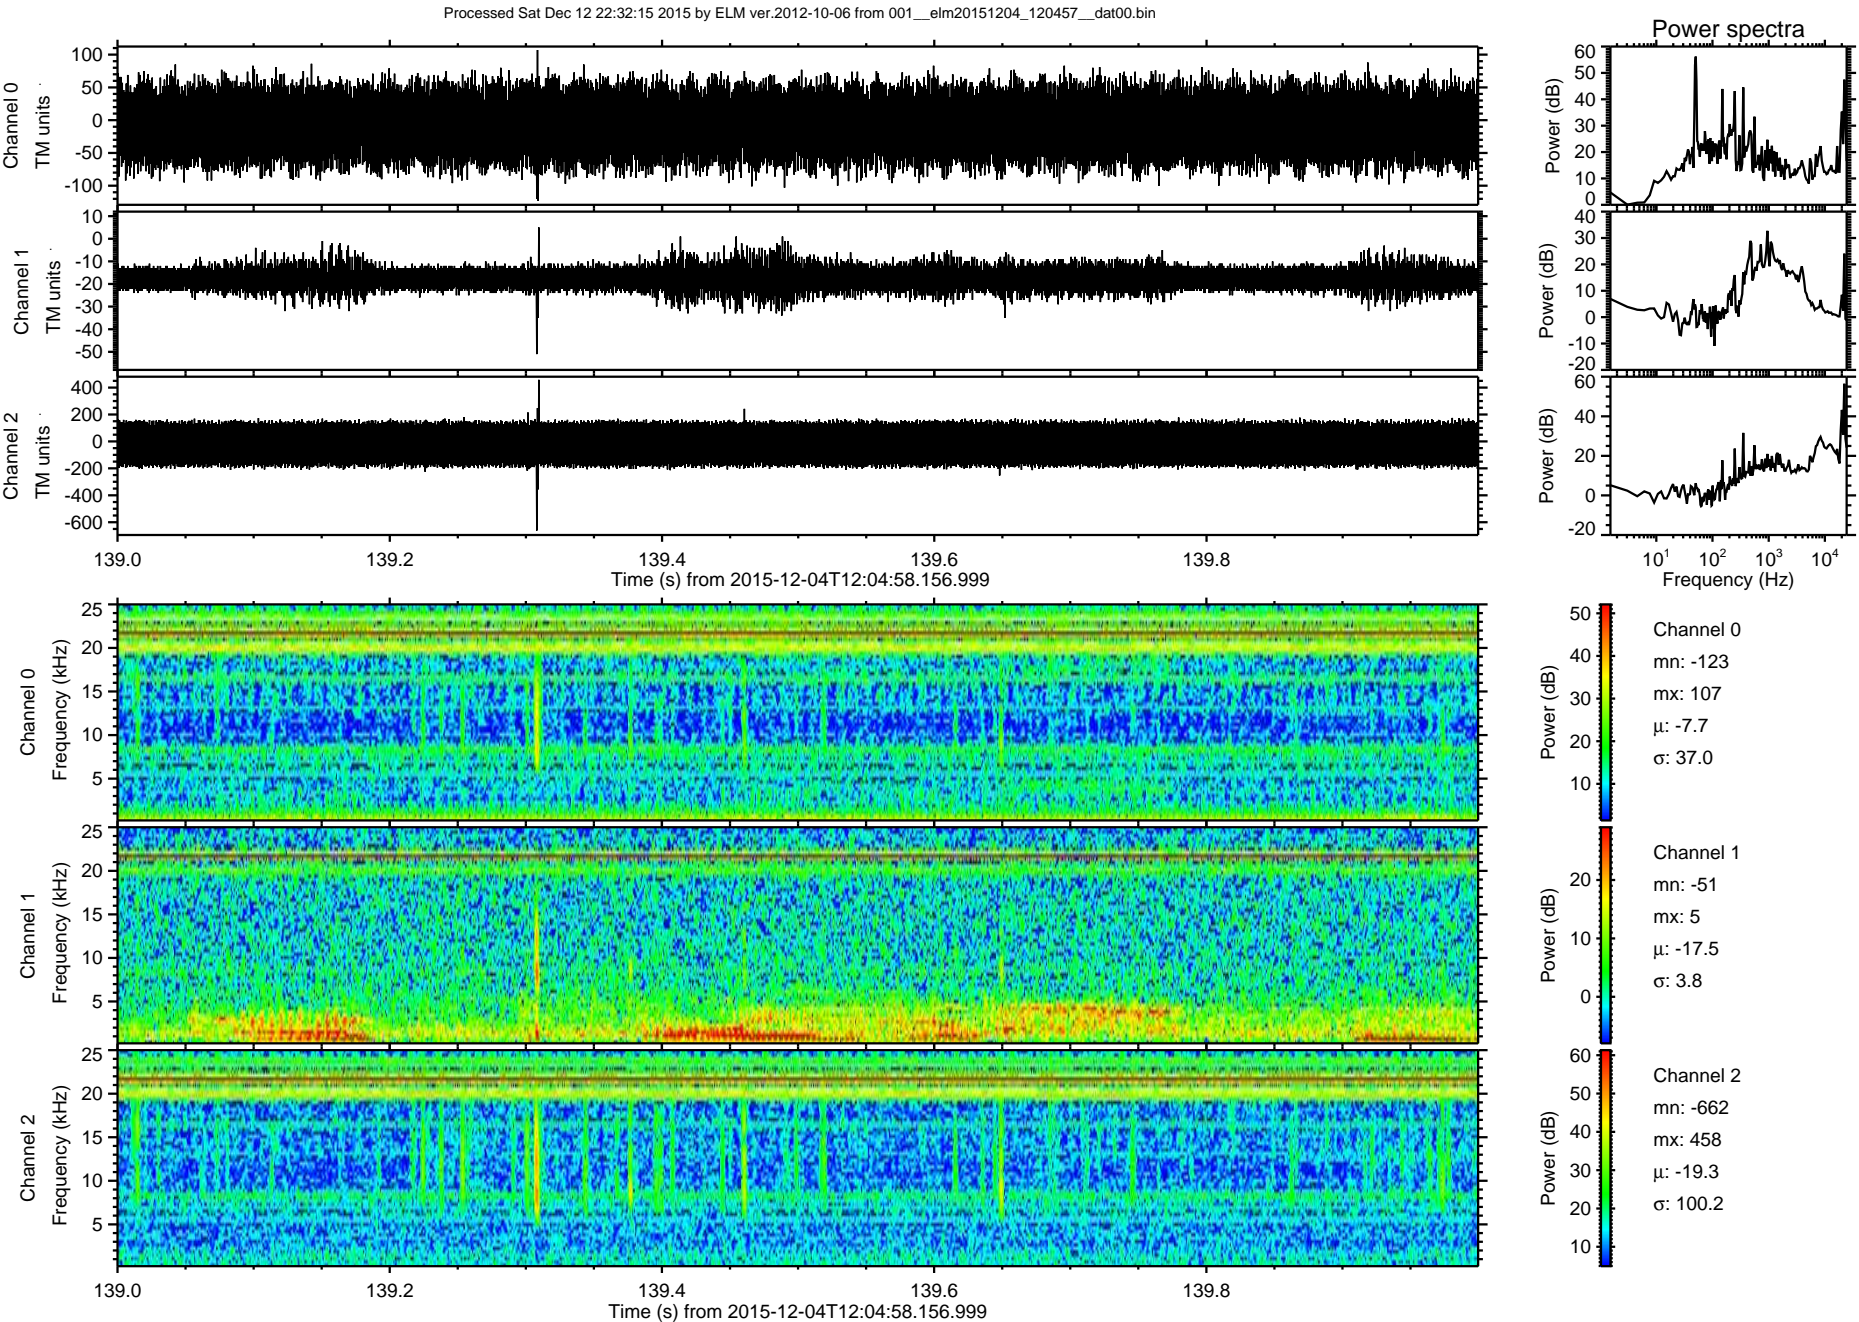 Processed Sat Dec 12 22:32:15 2015 by ELM ver.2012-10-06 from 001__elm20151204_120457__dat00.bin
Power spectra
Channel 0
TM units
100
50
0
-50
-100
Power (dB)
60
50
40
30
20
10
0
Channel 1
TM units
10
0
-10
-20
-30
-40
-50
Power (dB)
40
30
20
10
0
-10
-20
Channel 2
TM units
400
200
0
-200
-400
-600
Power (dB)
60
40
20
0
-20
139.0 139.2 139.4 139.6 139.8
Time (s) from 2015-12-04T12:04:58.156.999
10¹ 10² 10³ 10⁴
Frequency (Hz)
Channel 0
Frequency (kHz)
25
20
15
10
5
Power (dB)
50
40
30
20
10
Channel 0
mn: -123
mx: 107
μ: -7.7
σ: 37.0
Channel 1
Frequency (kHz)
25
20
15
10
5
Power (dB)
20
10
0
Channel 1
mn: -51
mx: 5
μ: -17.5
σ: 3.8
Channel 2
Frequency (kHz)
25
20
15
10
5
Power (dB)
60
50
40
30
20
10
Channel 2
mn: -662
mx: 458
μ: -19.3
σ: 100.2
139.0 139.2 139.4 139.6 139.8
Time (s) from 2015-12-04T12:04:58.156.999